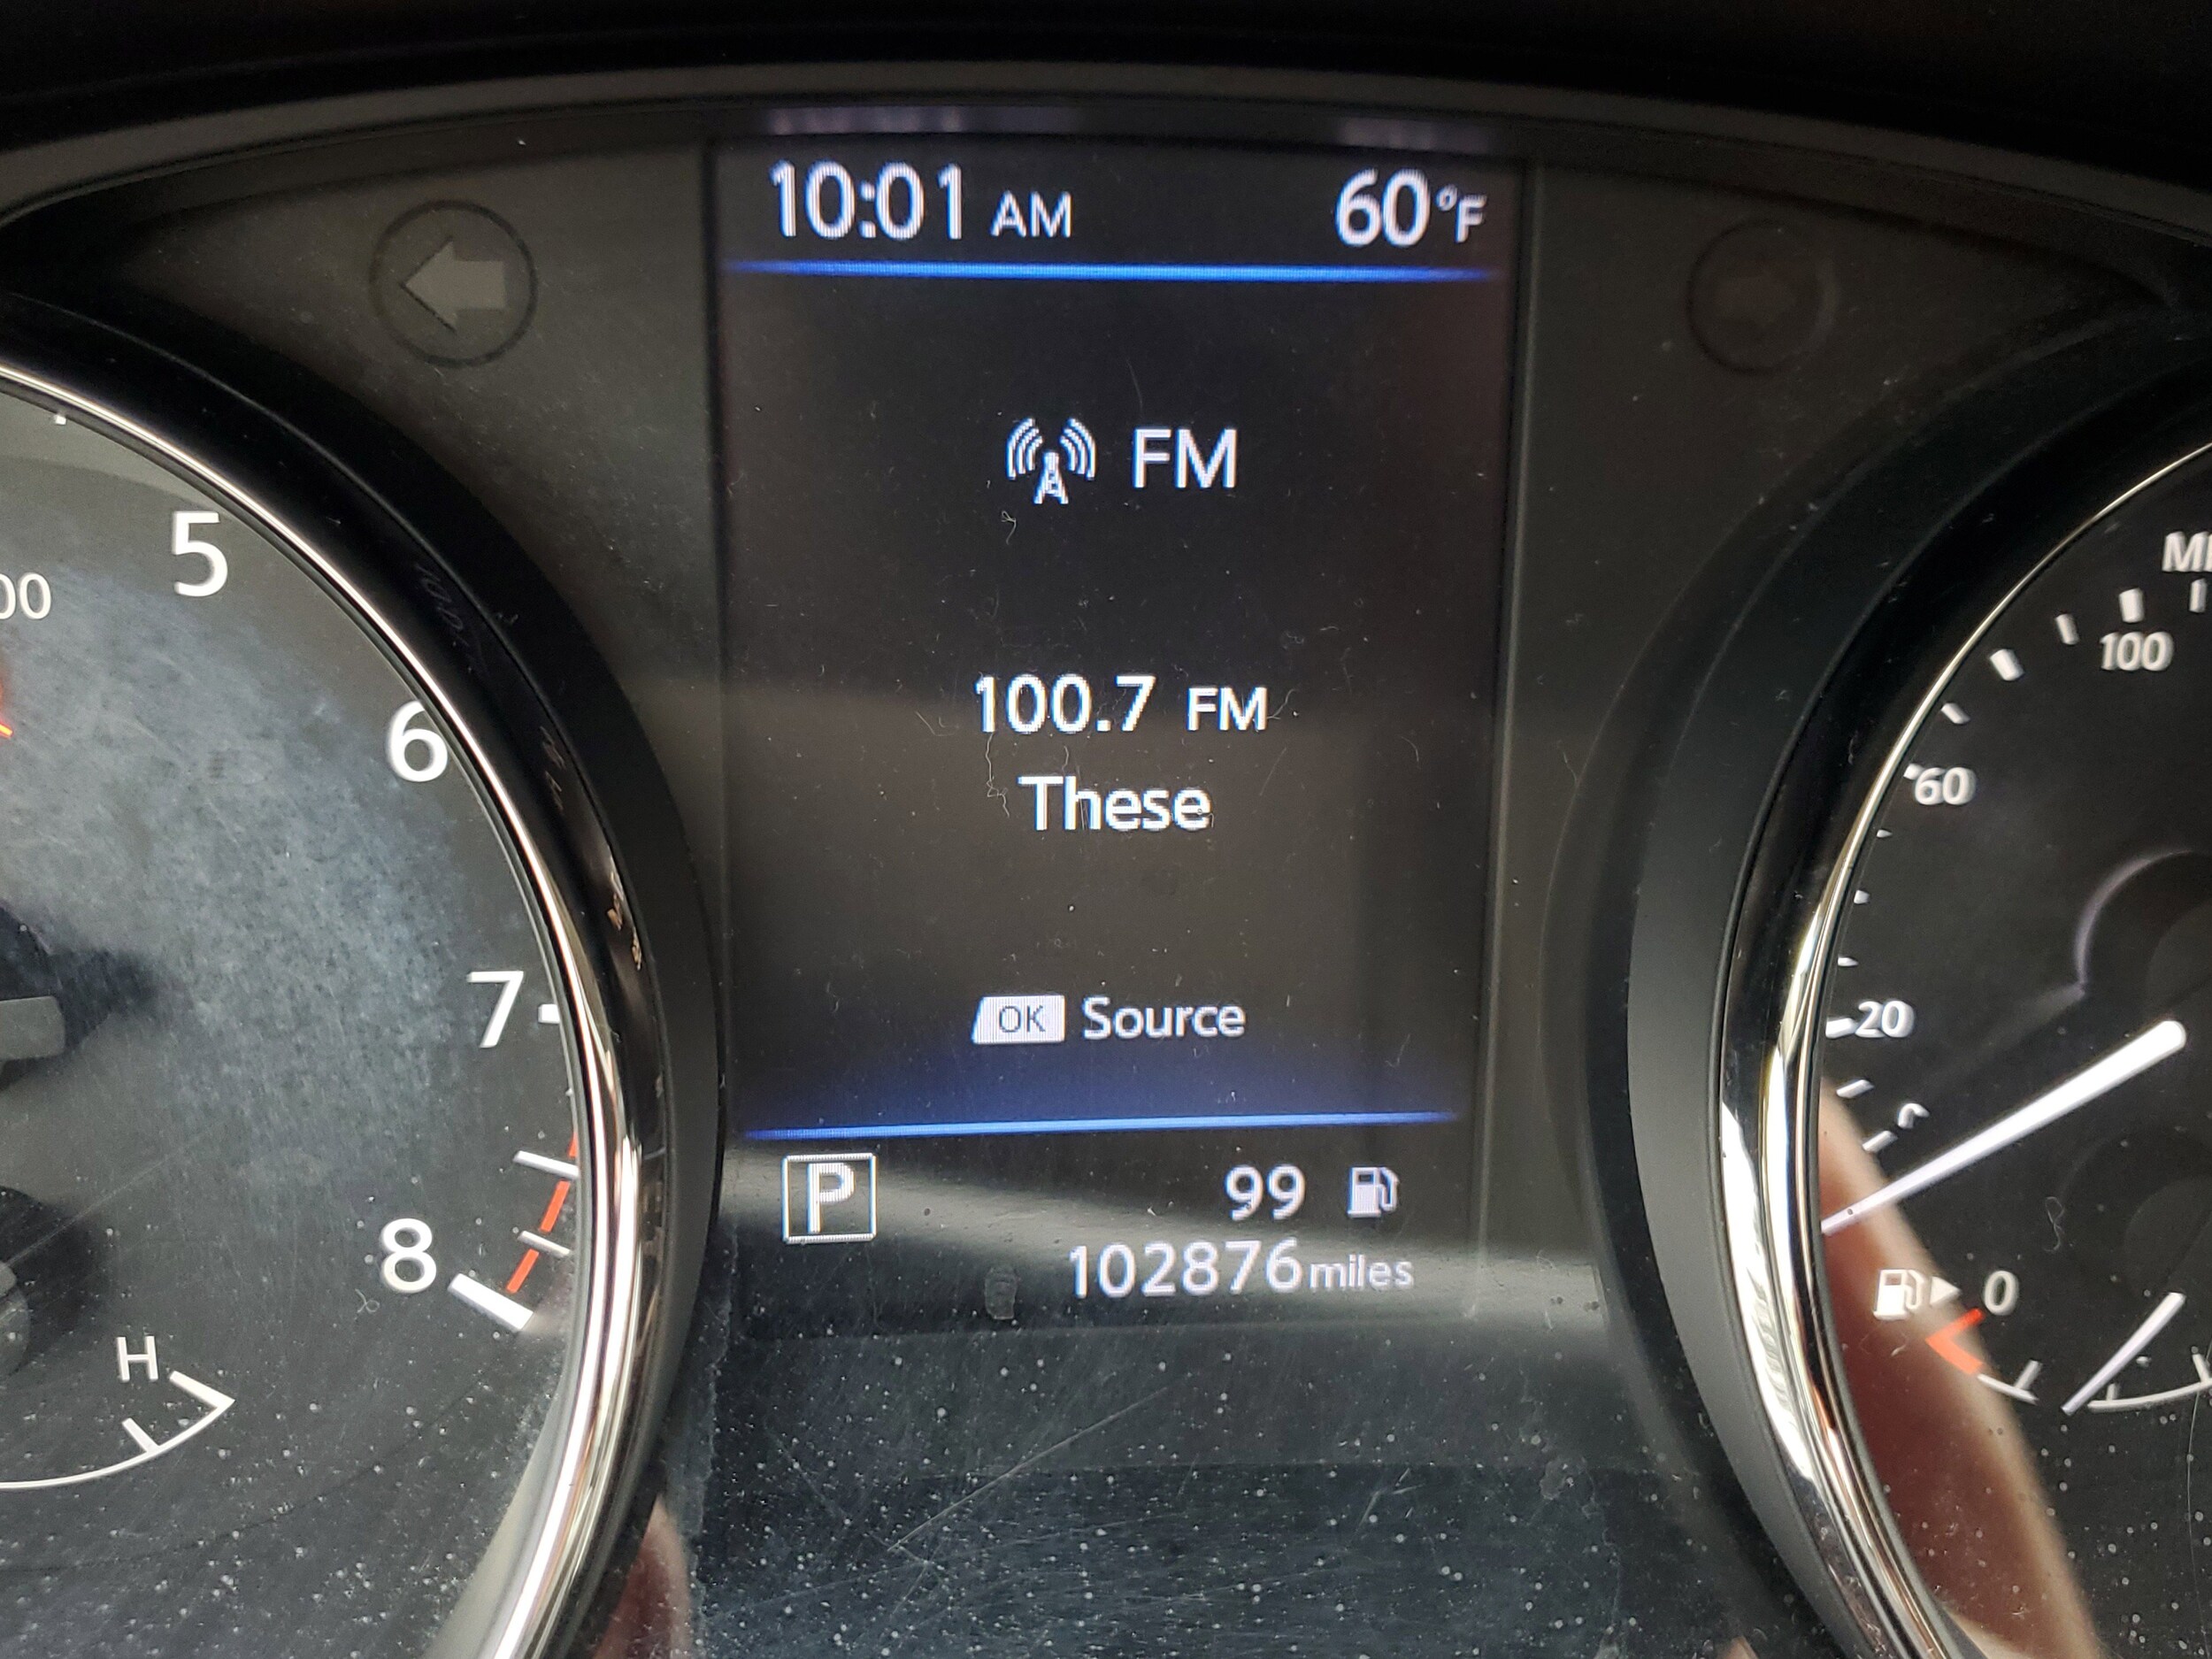 10:01 AM 60°F
FM
100.7 FM
These
OK Source
P 99
102876 miles
5
00
6
7
8
H
100
60
20
0